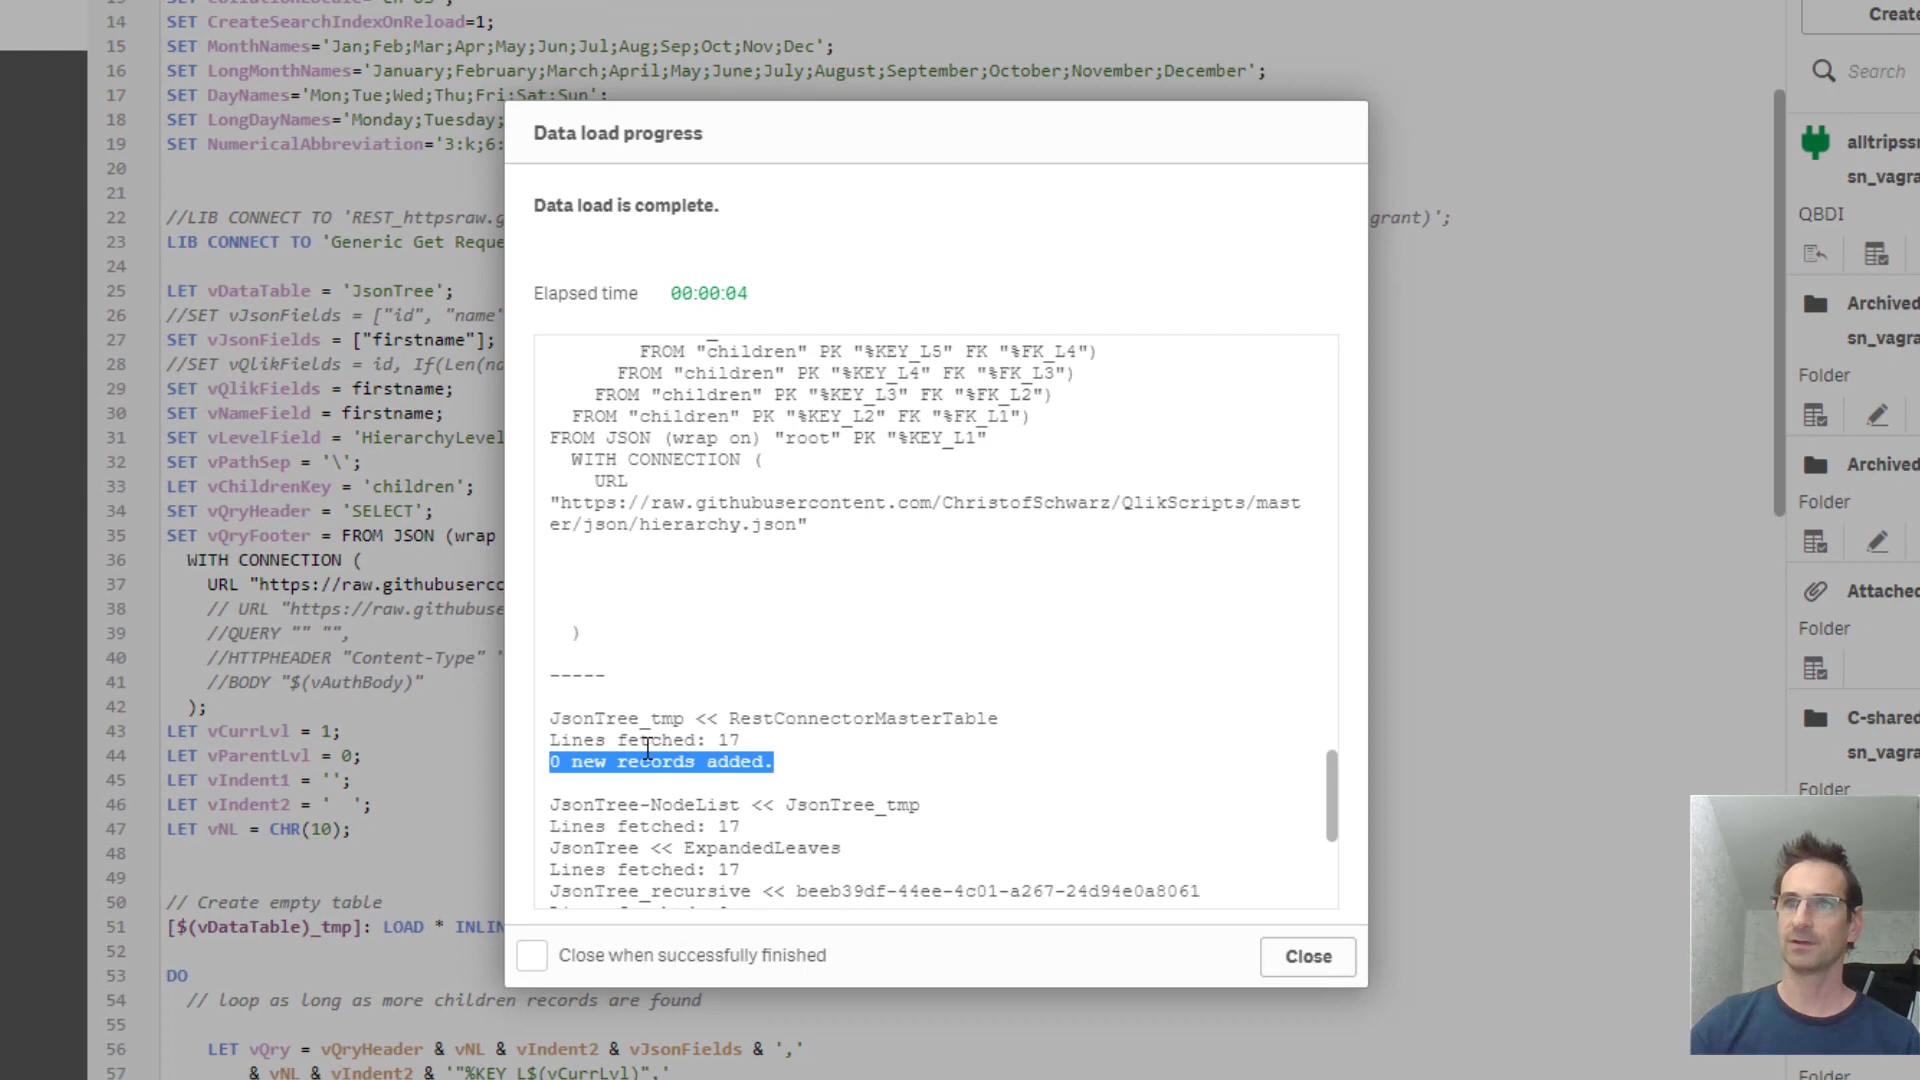 13
14 SET CreateSearchIndexOnReload=1;
15 SET MonthNames='Jan;Feb;Mar;Apr;May;Jun;Jul;Aug;Sep;Oct;Nov;Dec';
16 SET LongMonthNames='January;February;March;April;May;June;July;August;September;October;November;December';
17 SET DayNames='Mon;Tue;Wed;Thu;Fri;Sat;Sun';
18 SET LongDayNames='Monday;Tuesday;
19 SET NumericalAbbreviation='3:k;6:
20
21
22 //LIB CONNECT TO 'REST_httpsraw.g grant)';
23 LIB CONNECT TO 'Generic Get Reque
24
25 LET vDataTable = 'JsonTree';
26 //SET vJsonFields = ["id", "name"
27 SET vJsonFields = ["firstname"];
28 //SET vQlikFields = id, If(Len(na
29 SET vQlikFields = firstname;
30 SET vNameField = firstname;
31 SET vLevelField = 'HierarchyLevel
32 SET vPathSep = '\';
33 LET vChildrenKey = 'children';
34 SET vQryHeader = 'SELECT';
35 SET vQryFooter = FROM JSON (wrap
36 WITH CONNECTION (
37 URL "https://raw.githubuserco
38 // URL "https://raw.githubuse
39 //QUERY "" "",
40 //HTTPHEADER "Content-Type" "
41 //BODY "$(vAuthBody)"
42 );
43 LET vCurrLvl = 1;
44 LET vParentLvl = 0;
45 LET vIndent1 = '';
46 LET vIndent2 = '  ';
47 LET vNL = CHR(10);
48
49
50 // Create empty table
51 [$(vDataTable)_tmp]: LOAD * INLIN
52
53 DO
54 // loop as long as more children records are found
55
56 LET vQry = vQryHeader & vNL & vIndent2 & vJsonFields & ','
57 & vNL & vIndent2 & '"%KEY_L$(vCurrLvl)",'
Data load progress
Data load is complete.
Elapsed time 00:00:04
FROM "children" PK "%KEY_L5" FK "%FK_L4")
FROM "children" PK "%KEY_L4" FK "%FK_L3")
FROM "children" PK "%KEY_L3" FK "%FK_L2")
FROM "children" PK "%KEY_L2" FK "%FK_L1")
FROM JSON (wrap on) "root" PK "%KEY_L1"
WITH CONNECTION (
URL
"https://raw.githubusercontent.com/ChristofSchwarz/QlikScripts/mast
er/json/hierarchy.json"
)
-----
JsonTree_tmp << RestConnectorMasterTable
Lines fetched: 17
0 new records added.
JsonTree-NodeList << JsonTree_tmp
Lines fetched: 17
JsonTree << ExpandedLeaves
Lines fetched: 17
JsonTree_recursive << beeb39df-44ee-4c01-a267-24d94e0a8061
Close when successfully finished
Close
Create
Search
alltripssr
sn_vagra
QBDI
Archived
sn_vagra
Folder
Archived
Folder
Attached
Folder
C-shared
sn_vagra
Folder
Folder